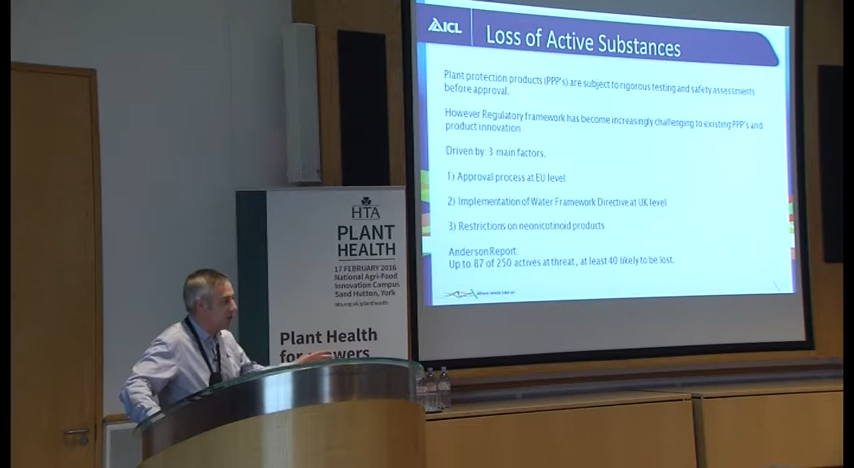 ICL
Loss of Active Substances
Plant protection products (PPP's) are subject to rigorous testing and safety assessments
before approval.
However Regulatory framework has become increasingly challenging to existing PPP's and
product innovation
Driven by: 3 main factors.
1) Approval process at EU level
2) Implementation of Water Framework Directive at UK level
3) Restrictions on neonicotinoid products
Anderson Report:
Up to 87 of 250 actives at threat, at least 40 likely to be lost.
HTA
PLANT
HEALTH
17 FEBRUARY 2016
National Agri-Food
Innovation Campus
Sand Hutton, York
Plant Health
for